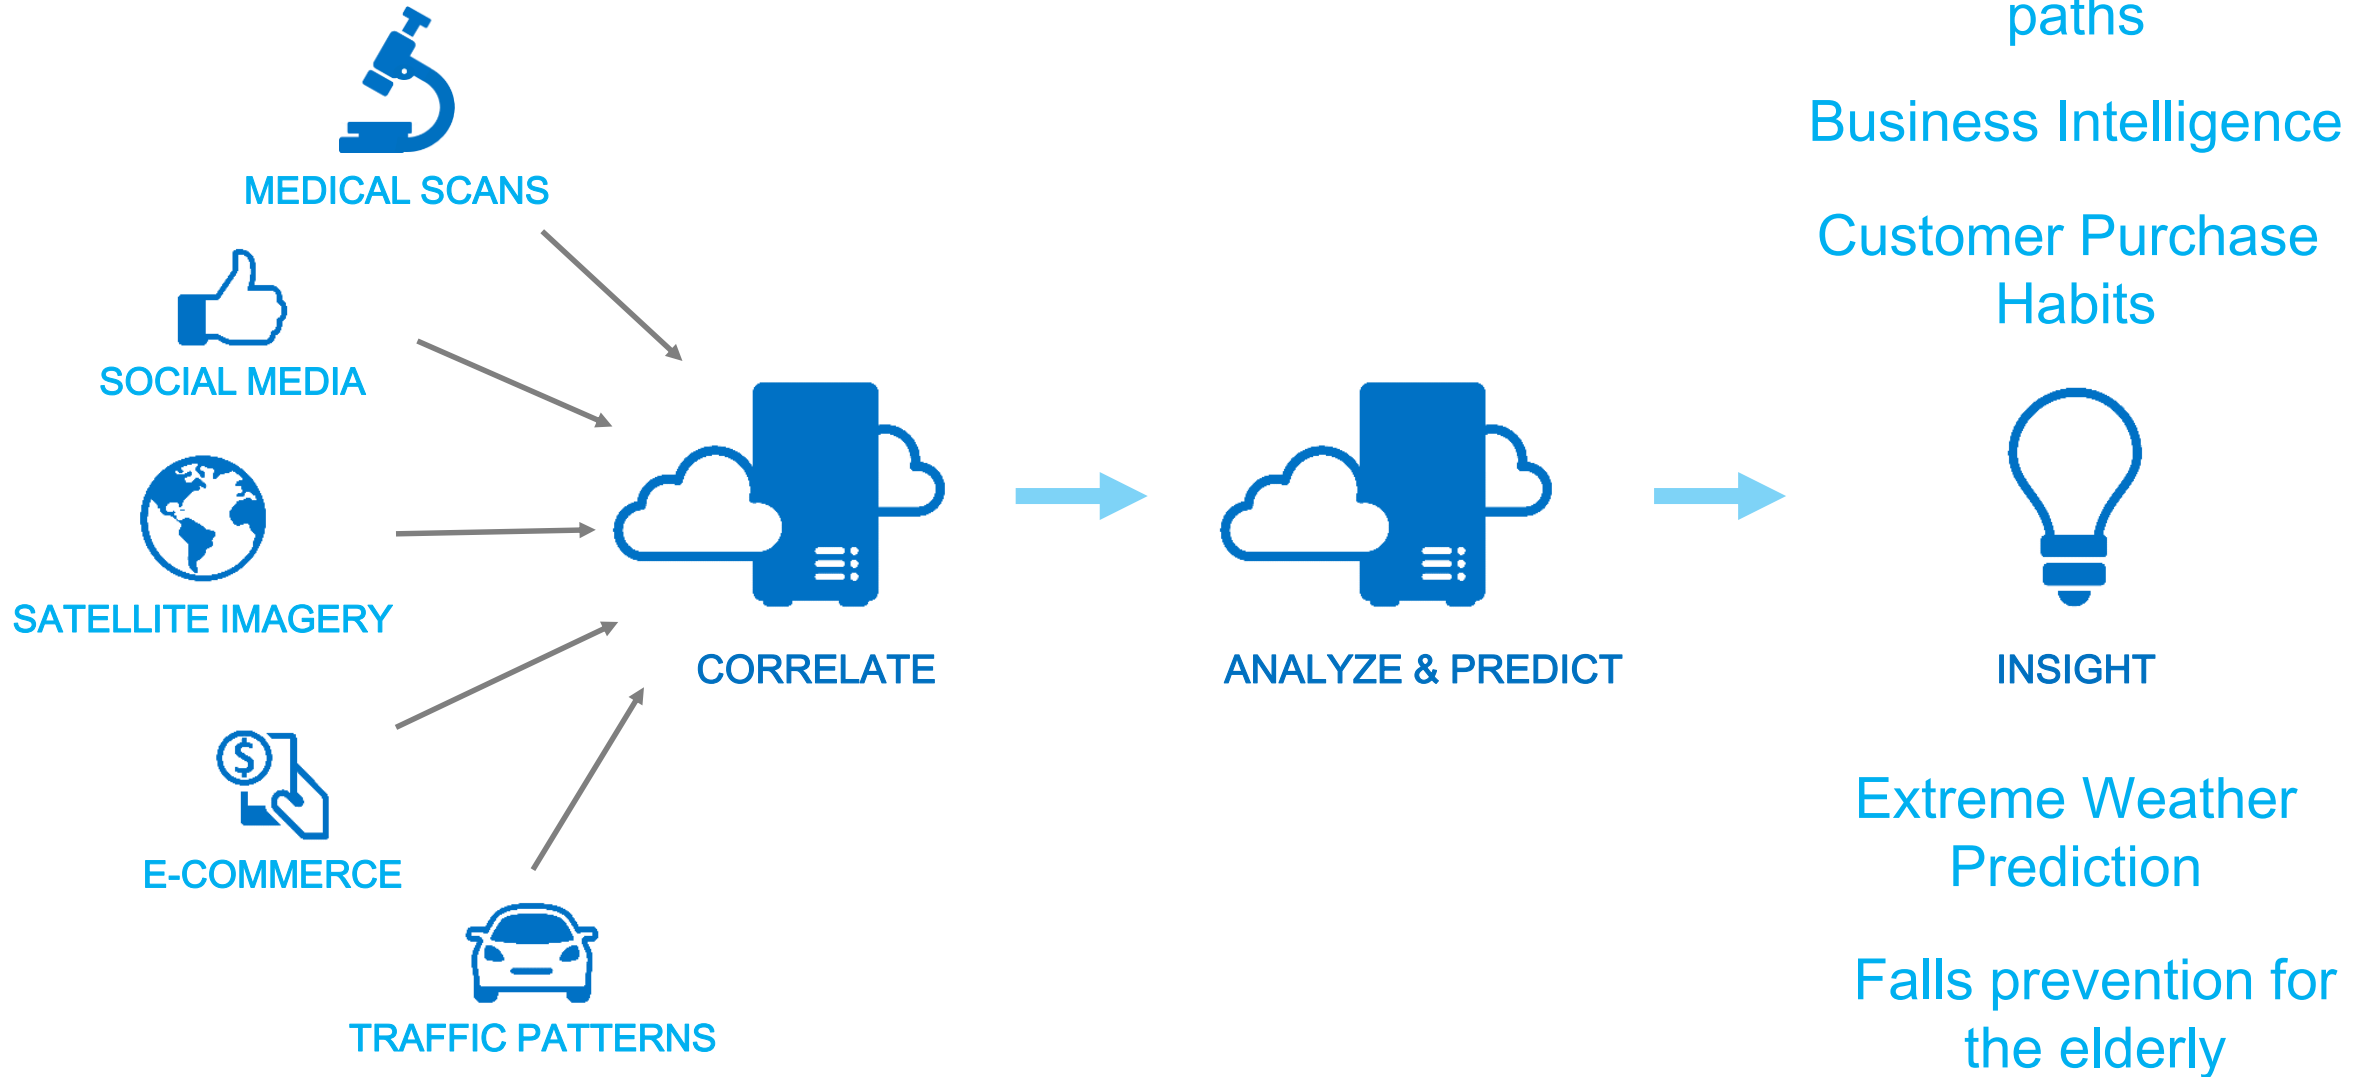 MEDICAL SCANS
SOCIAL MEDIA
SATELLITE IMAGERY
E-COMMERCE
$
TRAFFIC PATTERNS
CORRELATE
ANALYZE & PREDICT
paths
Business Intelligence
Customer Purchase
Habits
INSIGHT
Extreme Weather
Prediction
Falls prevention for
the elderly